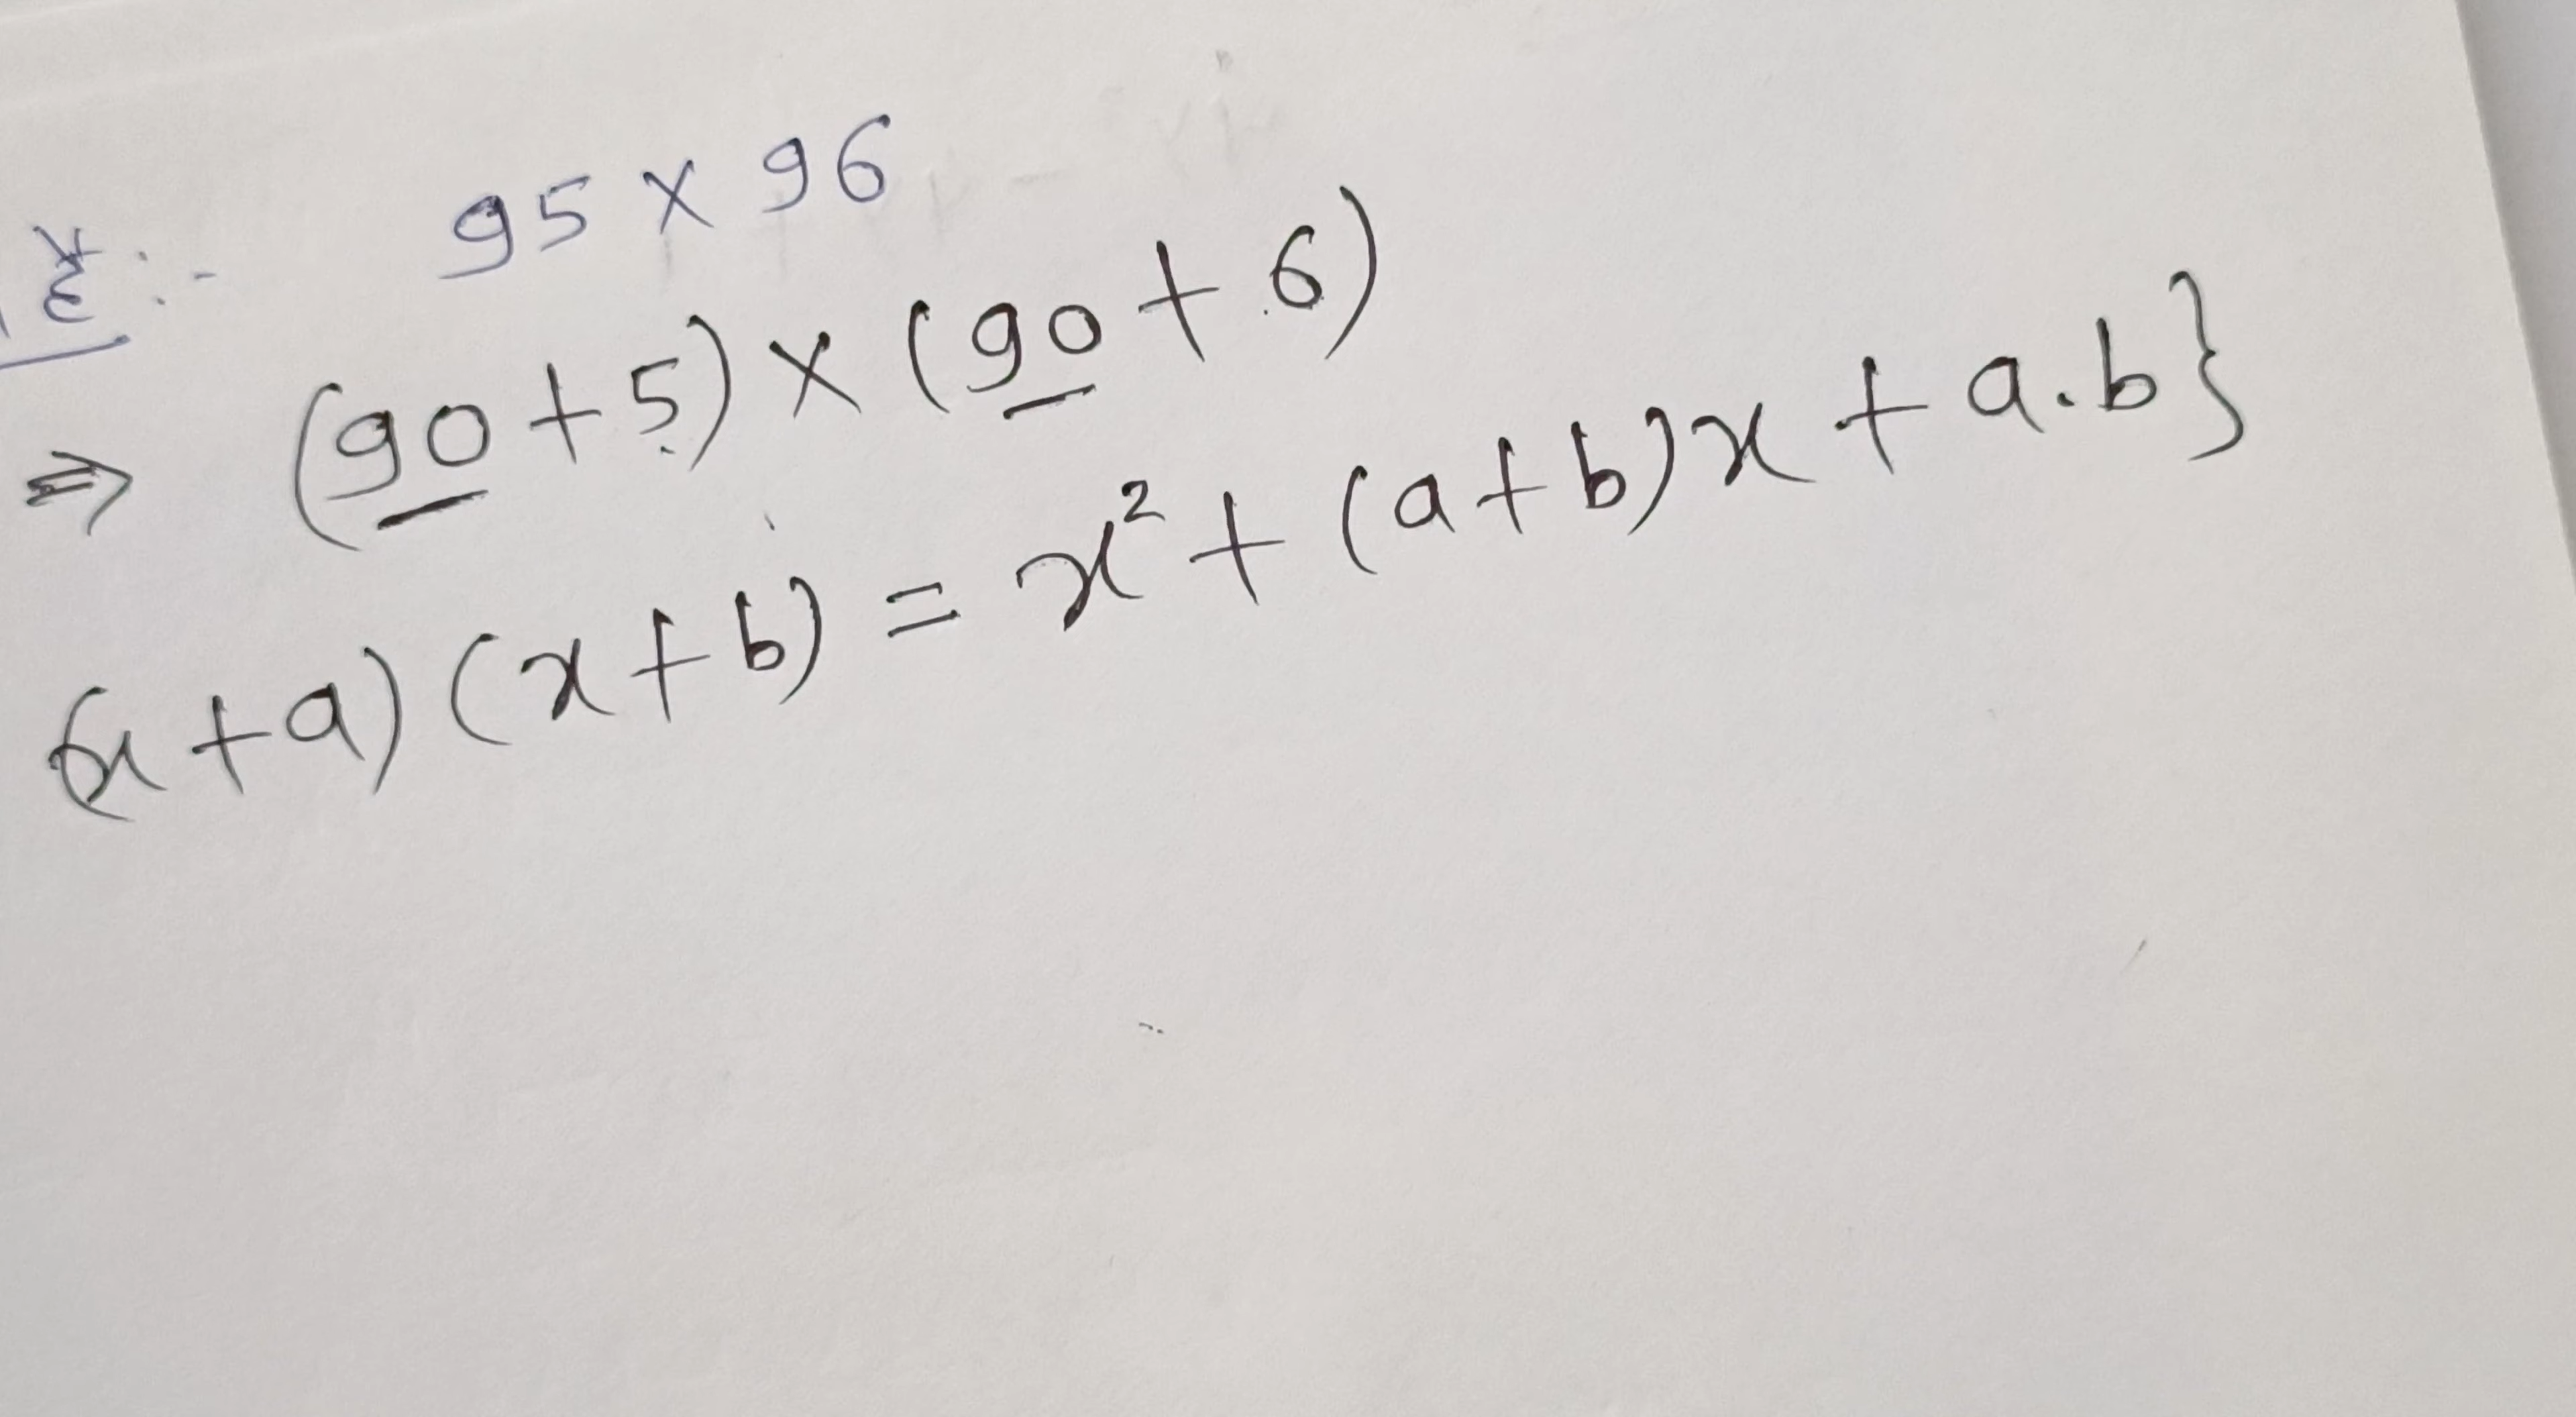 95 × 96
⇒ (90 + 5) × (90 + 6)
(x + a) (x + b) = x² + (a + b) x + a.b}